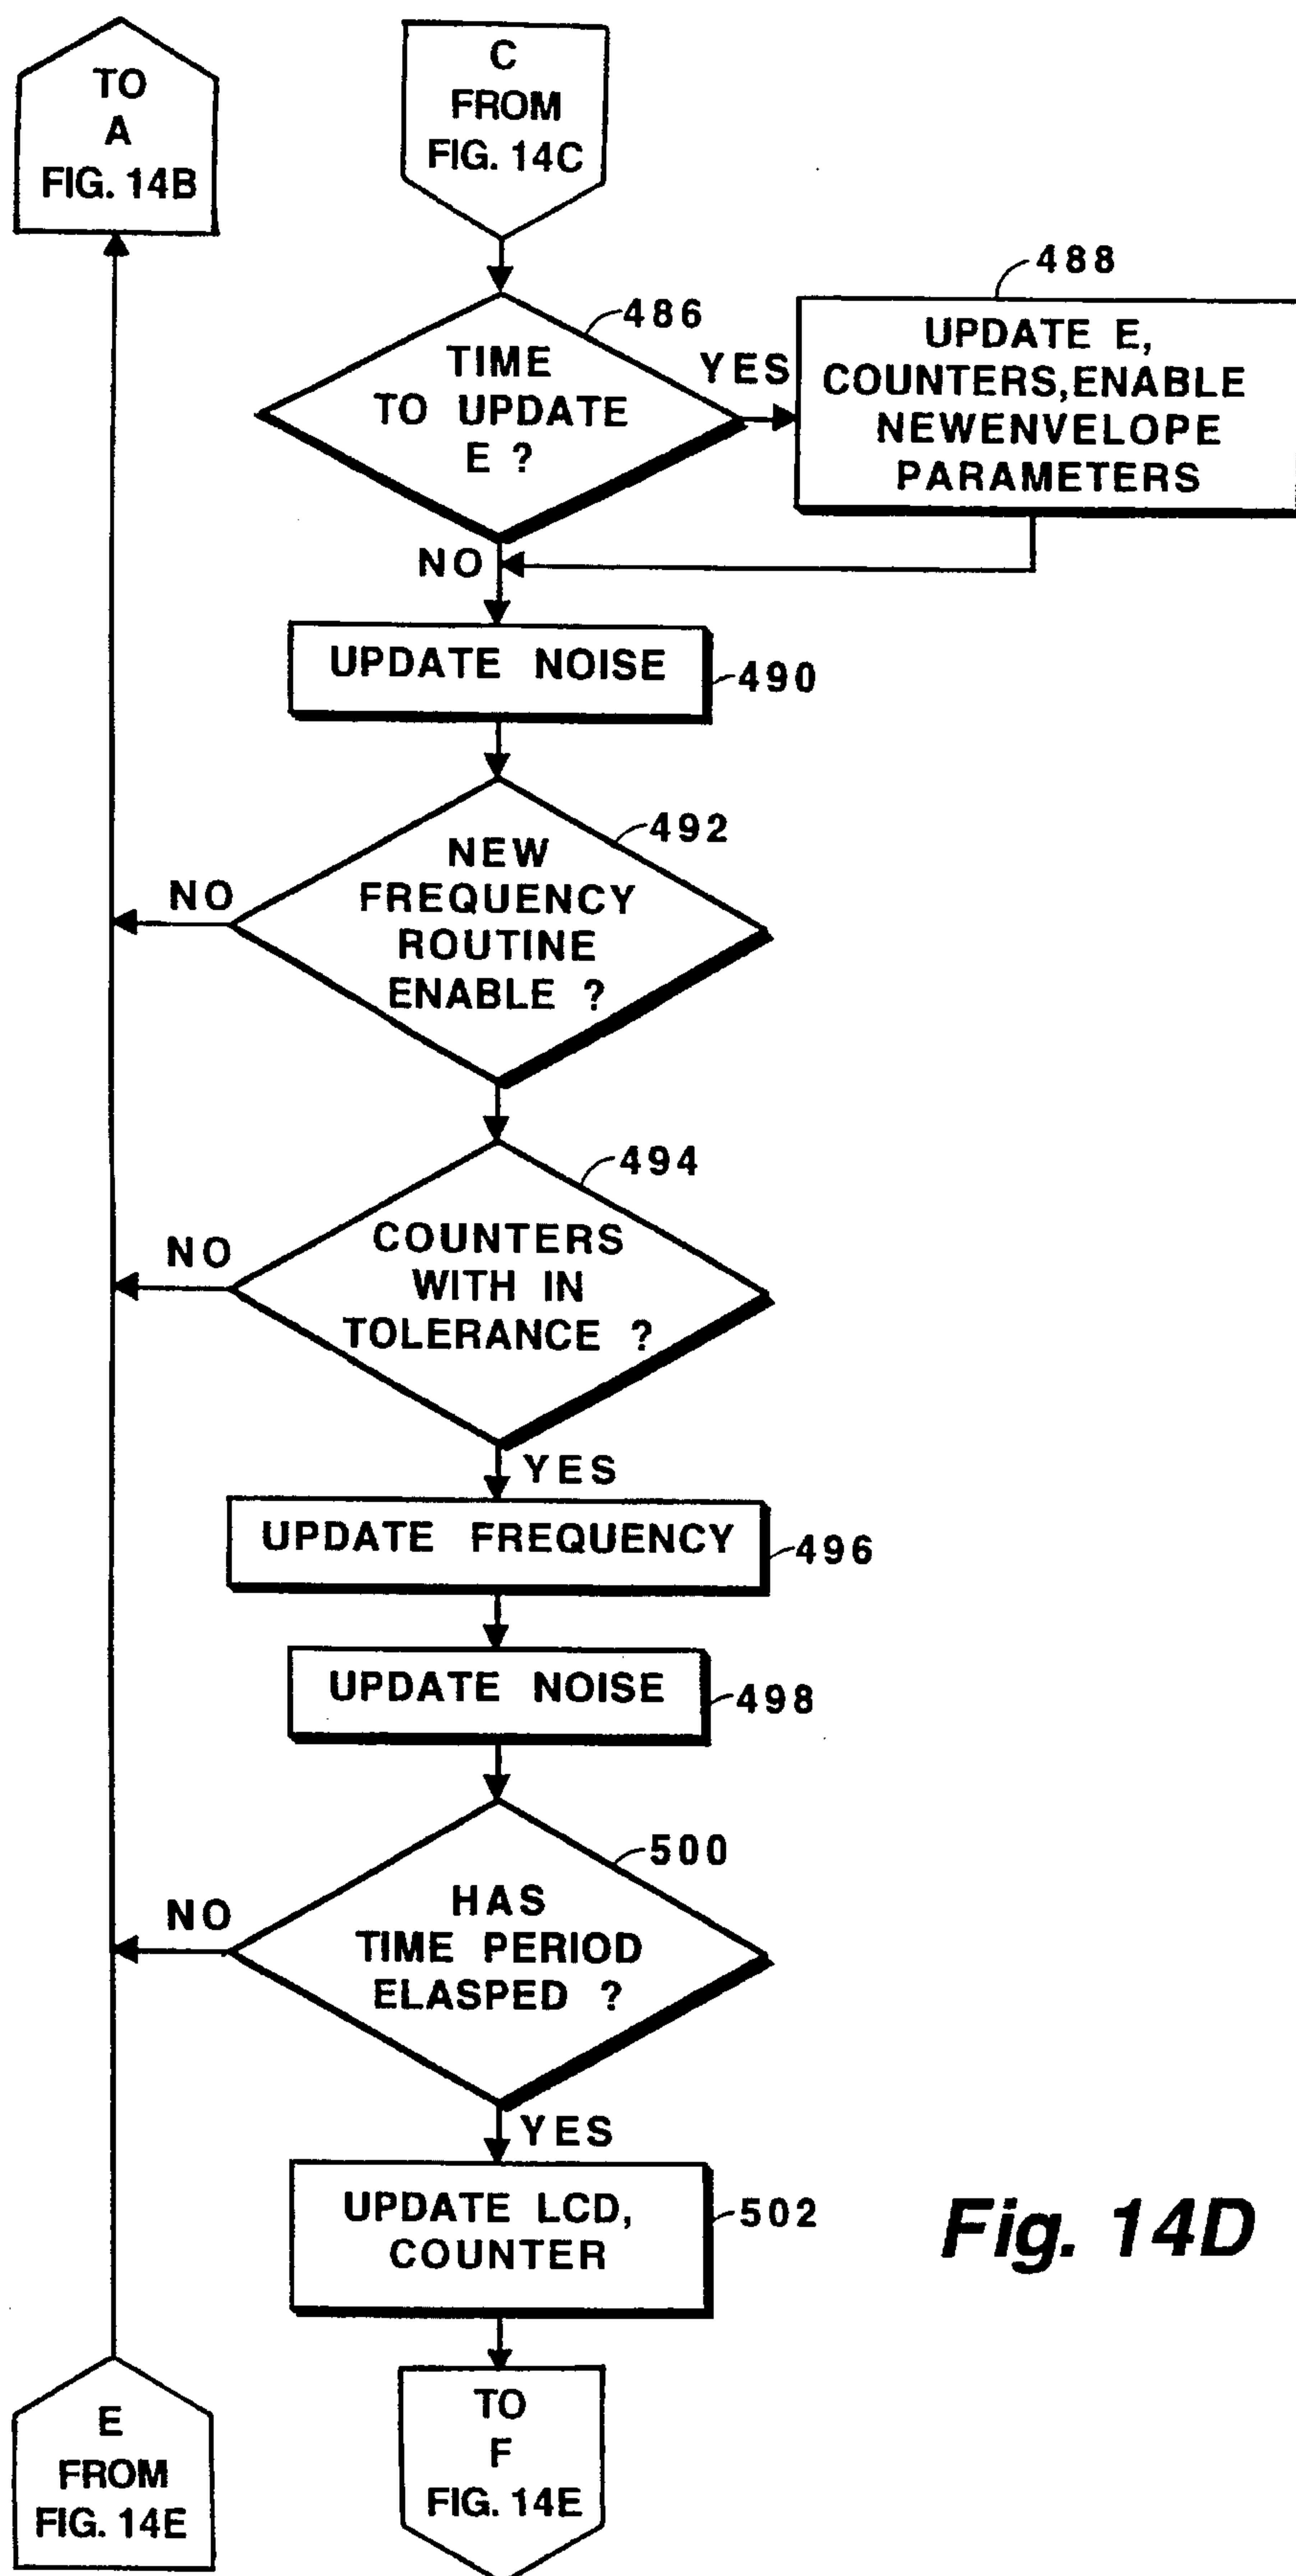 TO
A
FIG. 14B
C
FROM
FIG. 14C
488
486
TIME
TO UPDATE
E ?
YES
UPDATE E,
COUNTERS,ENABLE
NEWENVELOPE
PARAMETERS
NO
UPDATE NOISE
490
492
NEW
FREQUENCY
ROUTINE
ENABLE ?
NO
494
COUNTERS
WITH IN
TOLERANCE ?
NO
YES
UPDATE FREQUENCY
496
UPDATE NOISE
498
500
HAS
TIME PERIOD
ELASPED ?
NO
YES
UPDATE LCD,
COUNTER
502
Fig. 14D
E
FROM
FIG. 14E
TO
F
FIG. 14E